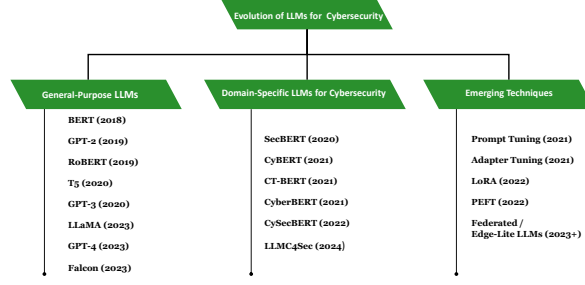 Evolution of LLMs for Cybersecurity
General-Purpose LLMs
BERT (2018)
GPT-2 (2019)
RoBERT (2019)
T5 (2020)
GPT-3 (2020)
LLaMA (2023)
GPT-4 (2023)
Falcon (2023)
Domain-Specific LLMs for Cybersecurity
SecBERT (2020)
CyBERT (2021)
CT-BERT (2021)
CyberBERT (2021)
CySecBERT (2022)
LLMC4Sec (2024)
Emerging Techniques
Prompt Tuning (2021)
Adapter Tuning (2021)
LoRA (2022)
PEFT (2022)
Federated /
Edge-Lite LLMs (2023+)